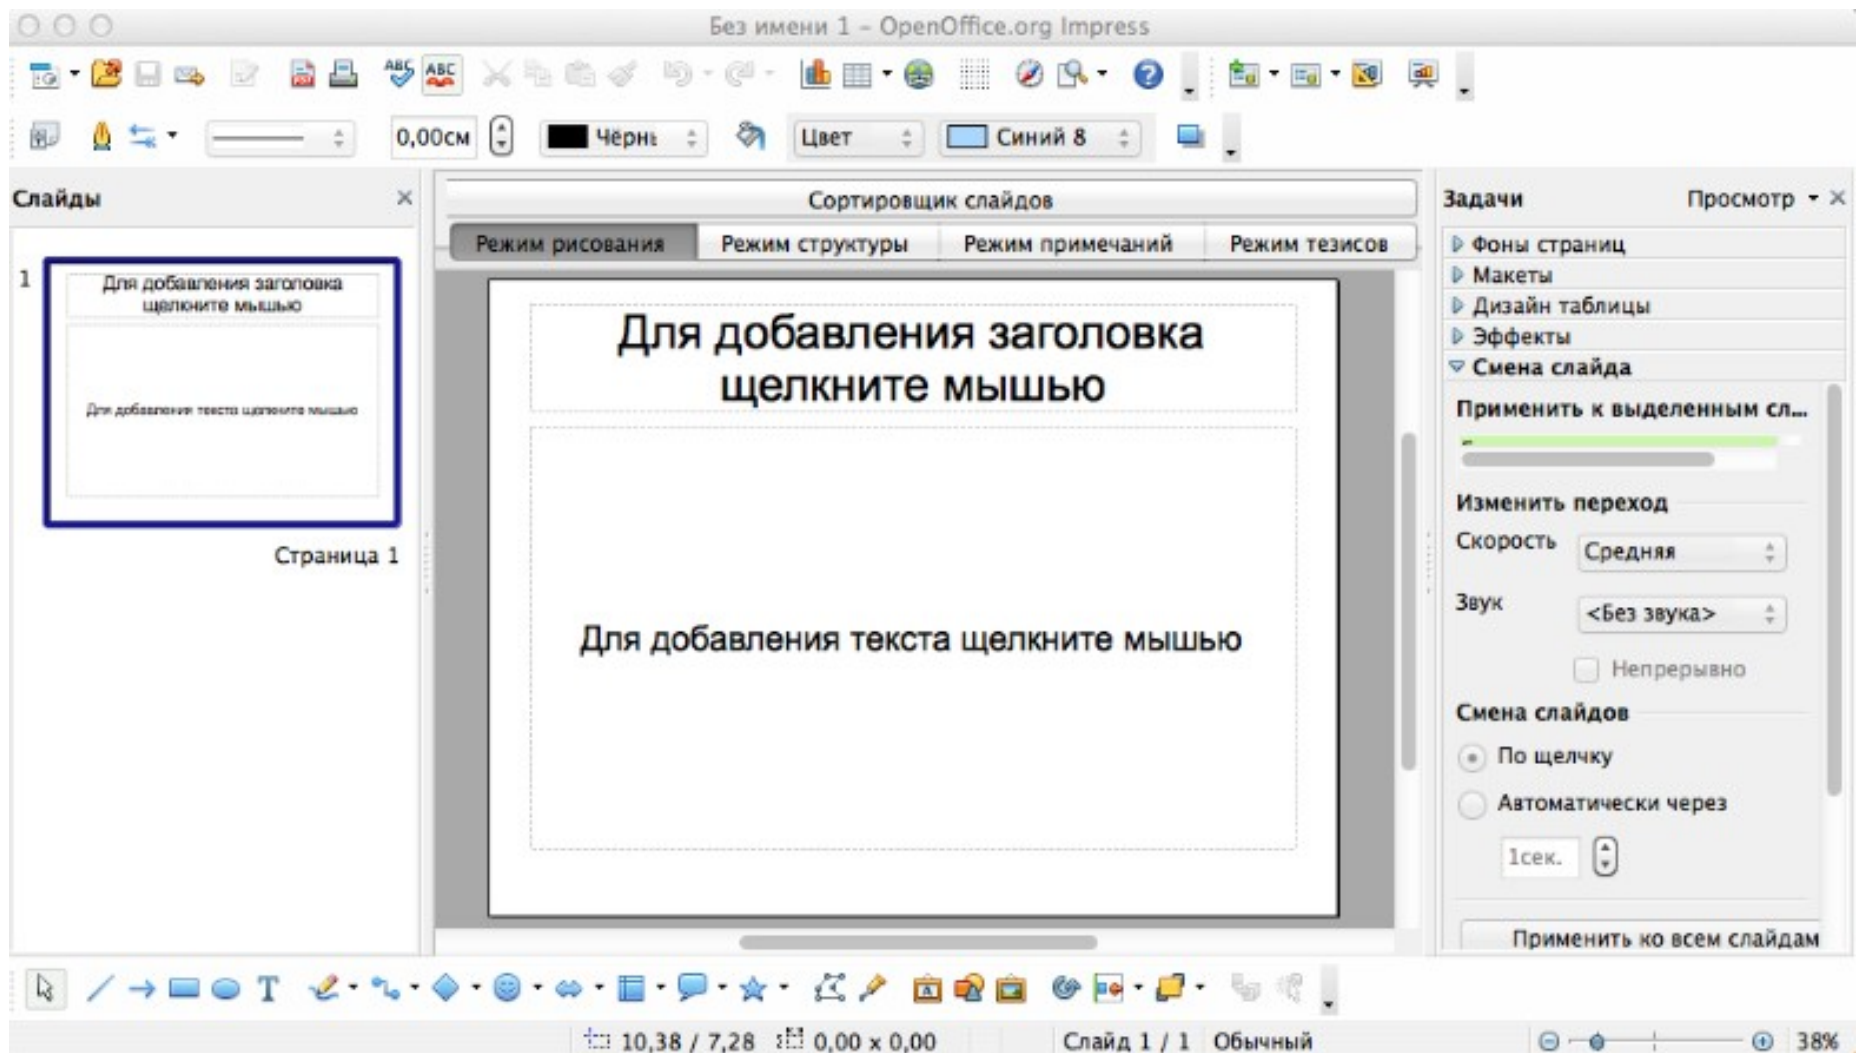 Без имени 1 – OpenOffice.org Impress
ABC
ABC
0,00см
Чёрнь
Цвет
Синий 8
Слайды
1
Для добавления заголовка
щелкните мышью
Для добавления текста щелкните мышью
Страница 1
Сортировщик слайдов
Режим рисования
Режим структуры
Режим примечаний
Режим тезисов
Для добавления заголовка
щелкните мышью
Для добавления текста щелкните мышью
Задачи
Просмотр
Фоны страниц
Макеты
Дизайн таблицы
Эффекты
Смена слайда
Применить к выделенным сл...
Изменить переход
Скорость
Средняя
Звук
<Без звука>
Непрерывно
Смена слайдов
По щелчку
Автоматически через
1сек.
Применить ко всем слайдам
T
10,38 / 7,28
0,00 x 0,00
Слайд 1 / 1
Обычный
38%